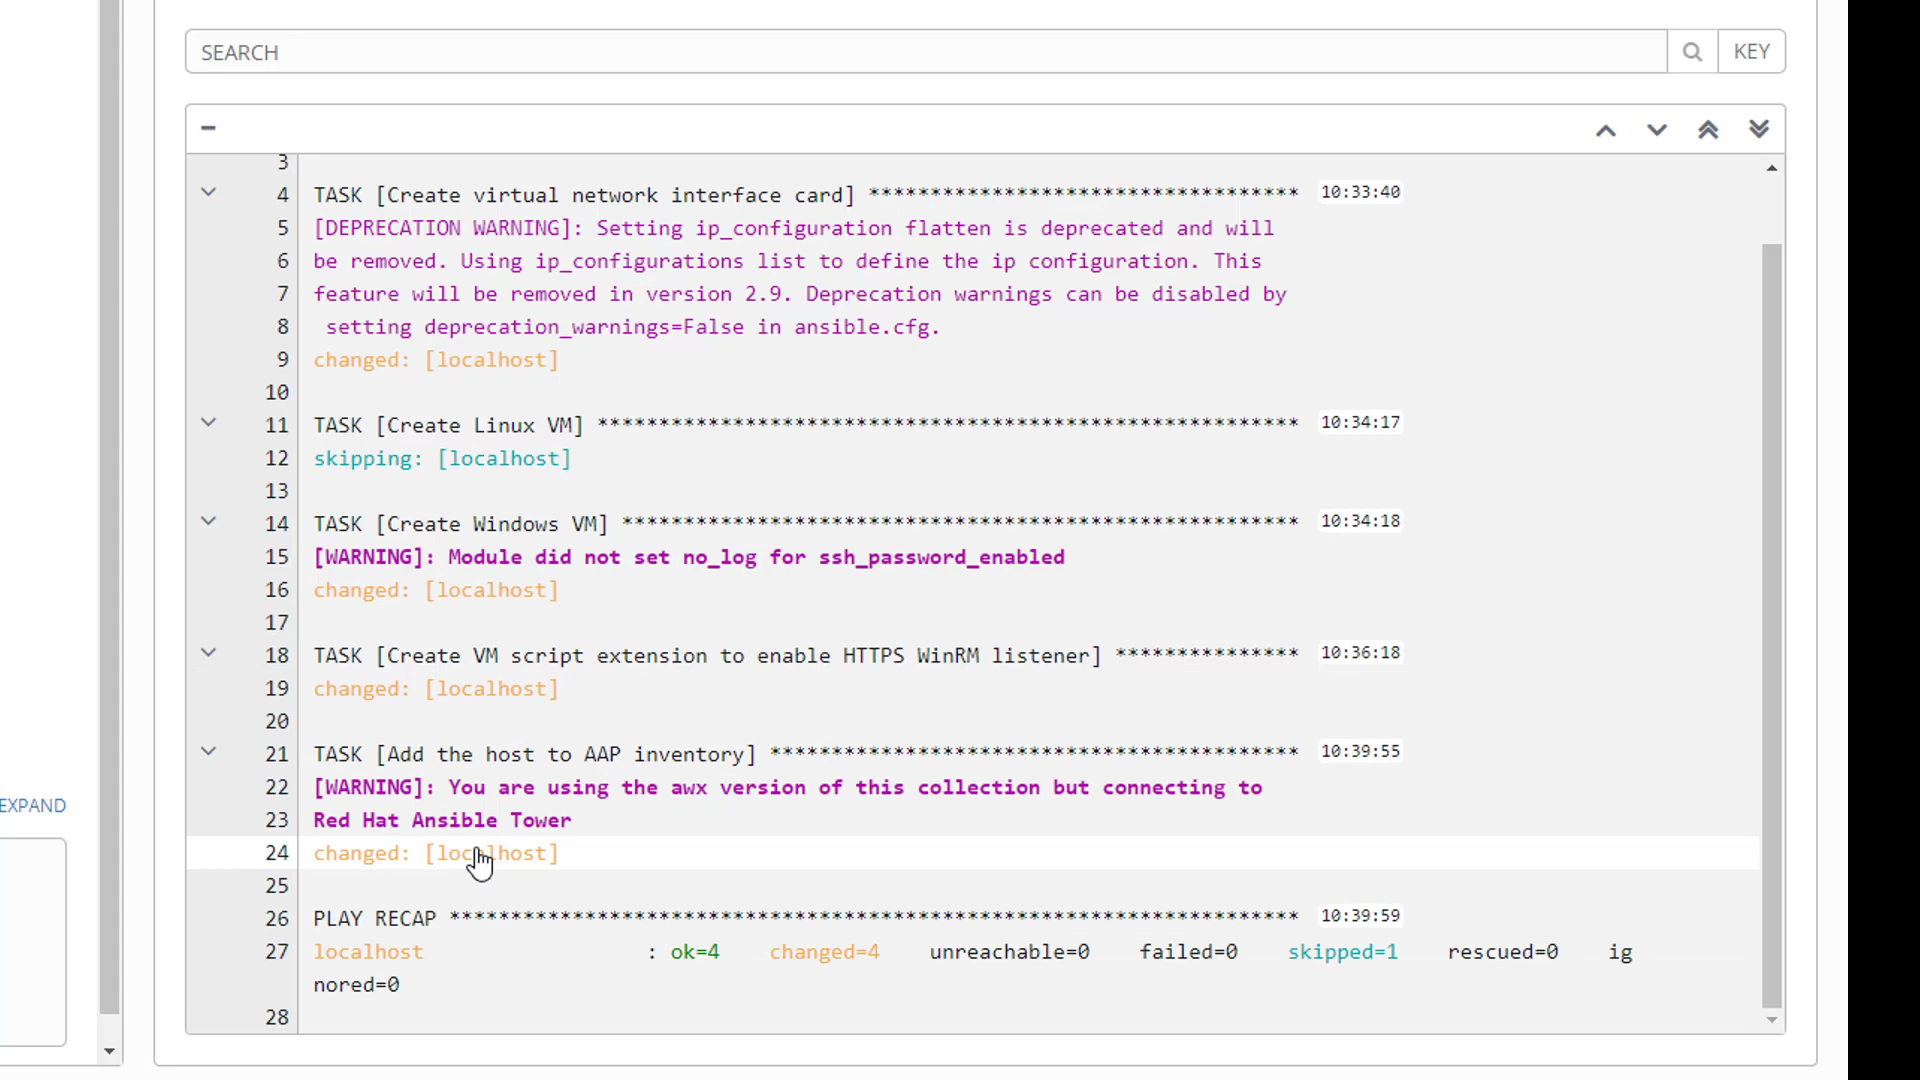 SEARCH
KEY
3
4 TASK [Create virtual network interface card] *********************************** 10:33:40
5 [DEPRECATION WARNING]: Setting ip_configuration flatten is deprecated and will
6 be removed. Using ip_configurations list to define the ip configuration. This
7 feature will be removed in version 2.9. Deprecation warnings can be disabled by
8 setting deprecation_warnings=False in ansible.cfg.
9 changed: [localhost]
10
11 TASK [Create Linux VM] ********************************************************* 10:34:17
12 skipping: [localhost]
13
14 TASK [Create Windows VM] ******************************************************* 10:34:18
15 [WARNING]: Module did not set no_log for ssh_password_enabled
16 changed: [localhost]
17
18 TASK [Create VM script extension to enable HTTPS WinRM listener] *************** 10:36:18
19 changed: [localhost]
20
21 TASK [Add the host to AAP inventory] ******************************************* 10:39:55
22 [WARNING]: You are using the awx version of this collection but connecting to
23 Red Hat Ansible Tower
24 changed: [localhost]
25
26 PLAY RECAP ********************************************************************* 10:39:59
27 localhost : ok=4 changed=4 unreachable=0 failed=0 skipped=1 rescued=0 ig
nored=0
28
EXPAND